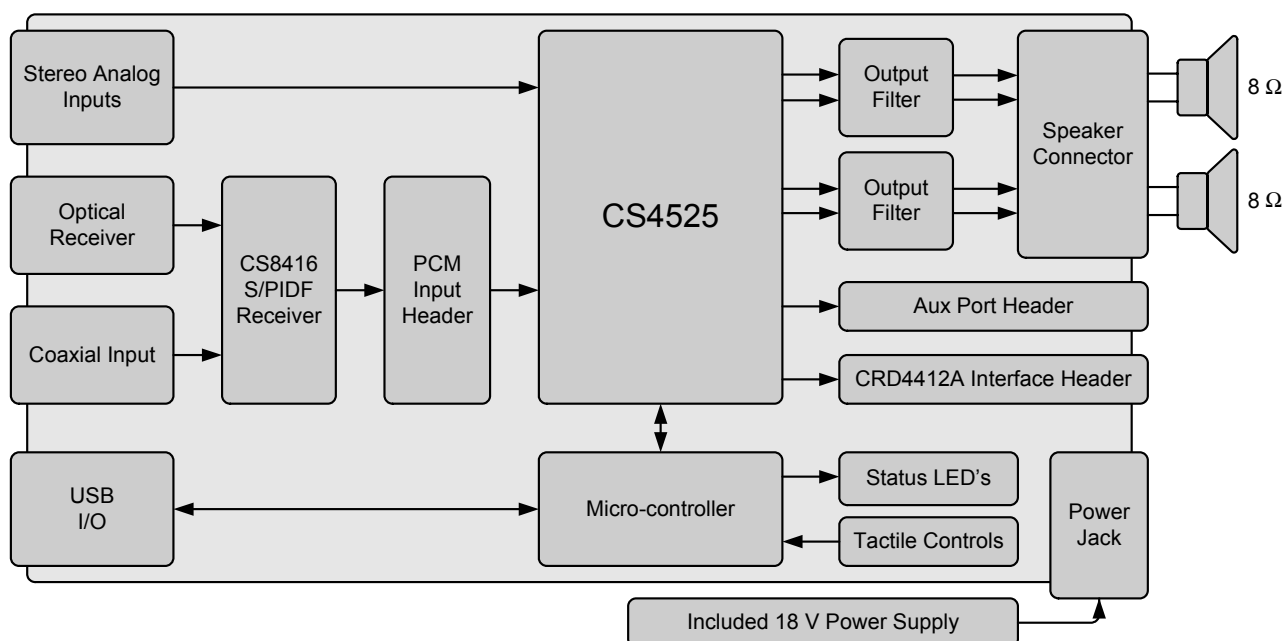 Stereo Analog
Inputs
Optical
Receiver
Coaxial Input
CS8416
S/PIDF
Receiver
PCM
Input
Header
CS4525
Output
Filter
Output
Filter
Speaker
Connector
8 Ω
8 Ω
Aux Port Header
CRD4412A Interface Header
USB
I/O
Micro-controller
Status LED's
Tactile Controls
Power
Jack
Included 18 V Power Supply